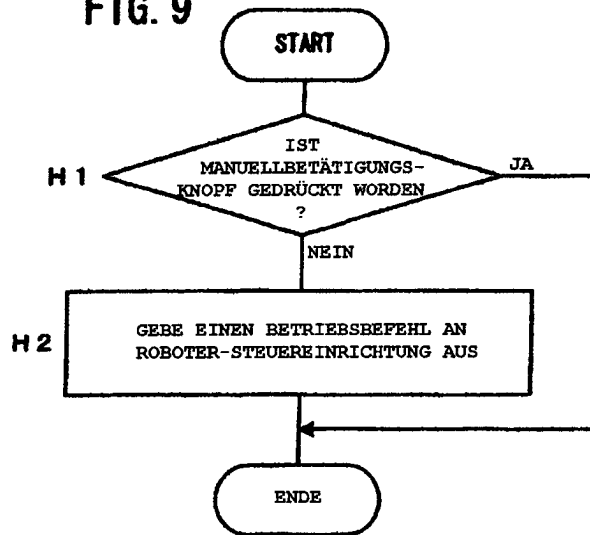 FIG. 9
START
IST
MANUELLBETÄTIGUNGS-
KNOPF GEDRÜCKT WORDEN
?
H1
JA
NEIN
H2
GEBE EINEN BETRIEBSBEFEHL AN
ROBOTER-STEUEREINRICHTUNG AUS
ENDE